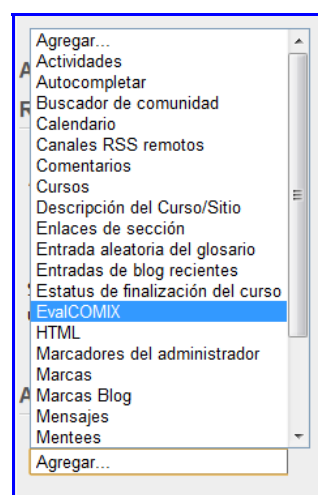 Agregar...
Actividades
Autocompletar
Buscador de comunidad
Calendario
Canales RSS remotos
Comentarios
Cursos
Descripción del Curso/Sitio
Enlaces de sección
Entrada aleatoria del glosario
Entradas de blog recientes
Estatus de finalización del curso
EvalCOMIX
HTML
Marcadores del administrador
Marcas
Marcas Blog
Mensajes
Mentees
Agregar...